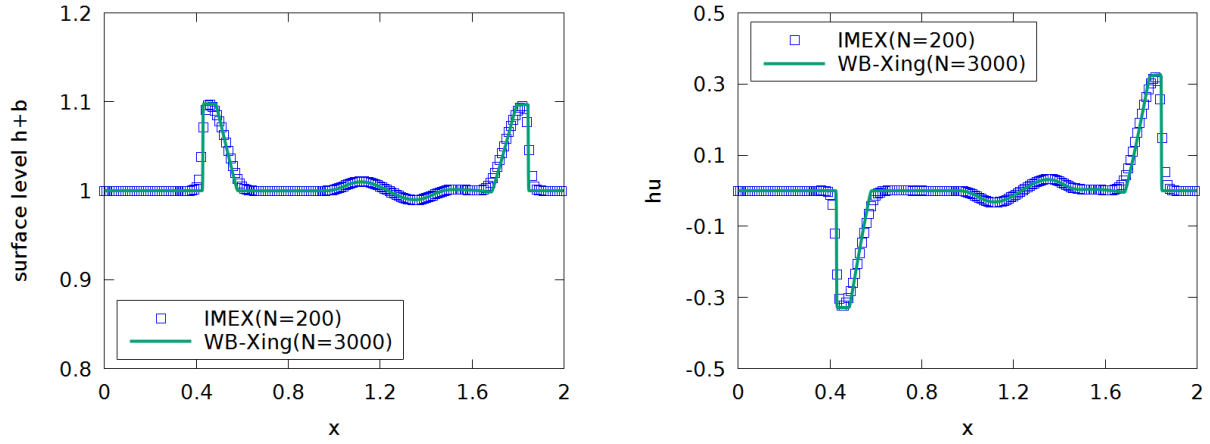 1.2
1.1
1
0.9
0.8
surface level h+b
IMEX(N=200)
WB-Xing(N=3000)
0 0.4 0.8 1.2 1.6 2
x
0.5
0.3
0.1
-0.1
-0.3
-0.5
hu
IMEX(N=200)
WB-Xing(N=3000)
0 0.4 0.8 1.2 1.6 2
x